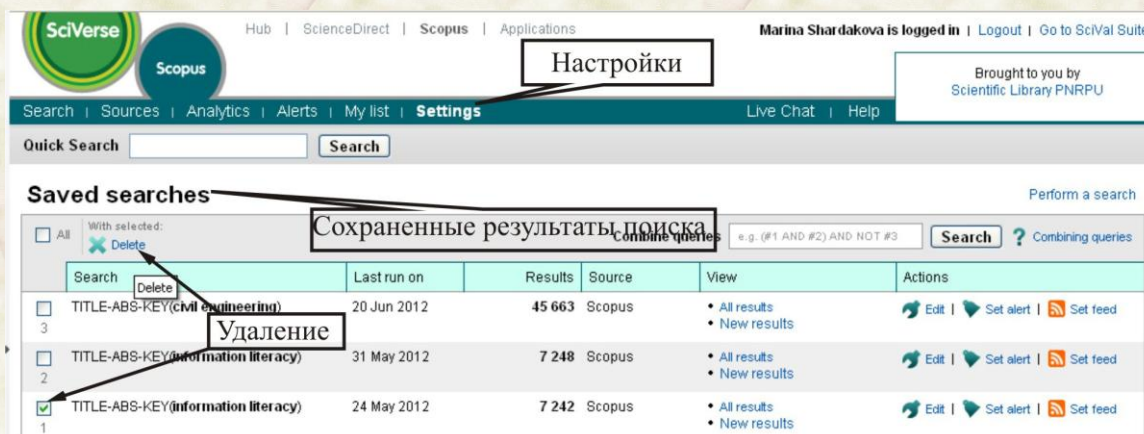 SciVerse
Scopus
Hub | ScienceDirect | Scopus | Applications
Marina Shardakova is logged in | Logout | Go to SciVal Suite
Настройки
Brought to you by
Scientific Library PNRPU
Search | Sources | Analytics | Alerts | My list | Settings
Live Chat | Help
Quick Search
Search
Saved searches
Perform a search
Сохраненные результаты поиска
All
With selected:
Delete
Combine queries
e.g. (#1 AND #2) AND NOT #3
Search
? Combining queries
Search Last run on Results Source View Actions
Delete
TITLE-ABS-KEY(civil engineering) 20 Jun 2012 45 663 Scopus • All results Edit | Set alert | Set feed
3 • New results
Удаление
TITLE-ABS-KEY(information literacy) 31 May 2012 7 248 Scopus • All results Edit | Set alert | Set feed
2 • New results
TITLE-ABS-KEY(information literacy) 24 May 2012 7 242 Scopus • All results Edit | Set alert | Set feed
1 • New results